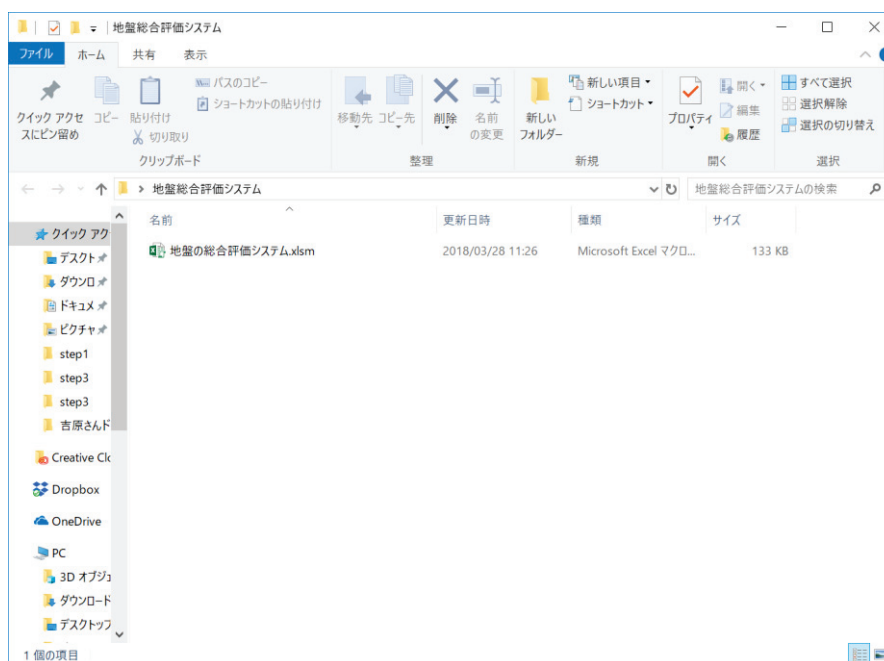 地盤総合評価システム
ファイル ホーム 共有 表示
クイック アクセスにピン留め
コピー
貼り付け
パスのコピー
ショートカットの貼り付け
切り取り
クリップボード
移動先
コピー先
削除
名前の変更
整理
新しいフォルダー
新しい項目
ショートカット
新規
プロパティ
開く
編集
履歴
開く
すべて選択
選択解除
選択の切り替え
選択
地盤総合評価システム
地盤総合評価システムの検索
名前 更新日時 種類 サイズ
地盤の総合評価システム.xlsm 2018/03/28 11:26 Microsoft Excel マクロ... 133 KB
クイック アク
デスクト
ダウンロ
ドキュメ
ピクチャ
step1
step3
step3
吉原さんド
Creative Clo
Dropbox
OneDrive
PC
3D オブジェ
ダウンロード
デスクトップ
1 個の項目